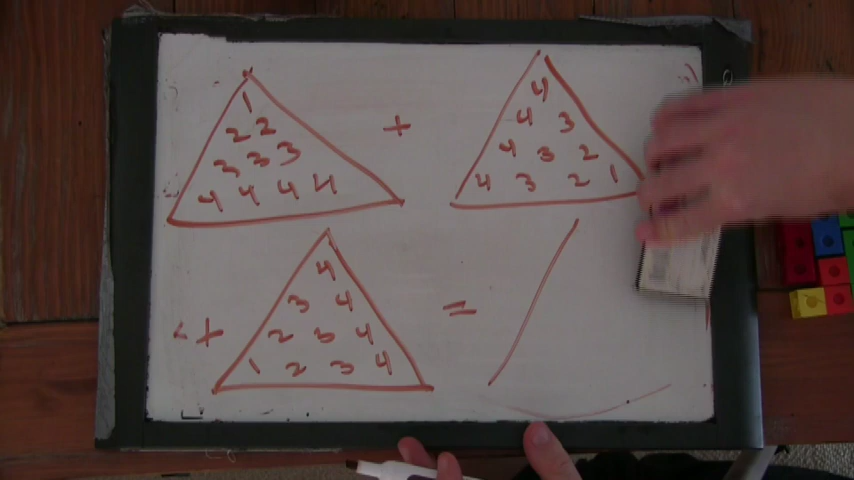 1
2 2
3 3 3
4 4 4 4
+
4
4 3
4 3 2
4 3 2 1
+
4
3 4
2 3 4
1 2 3 4
=